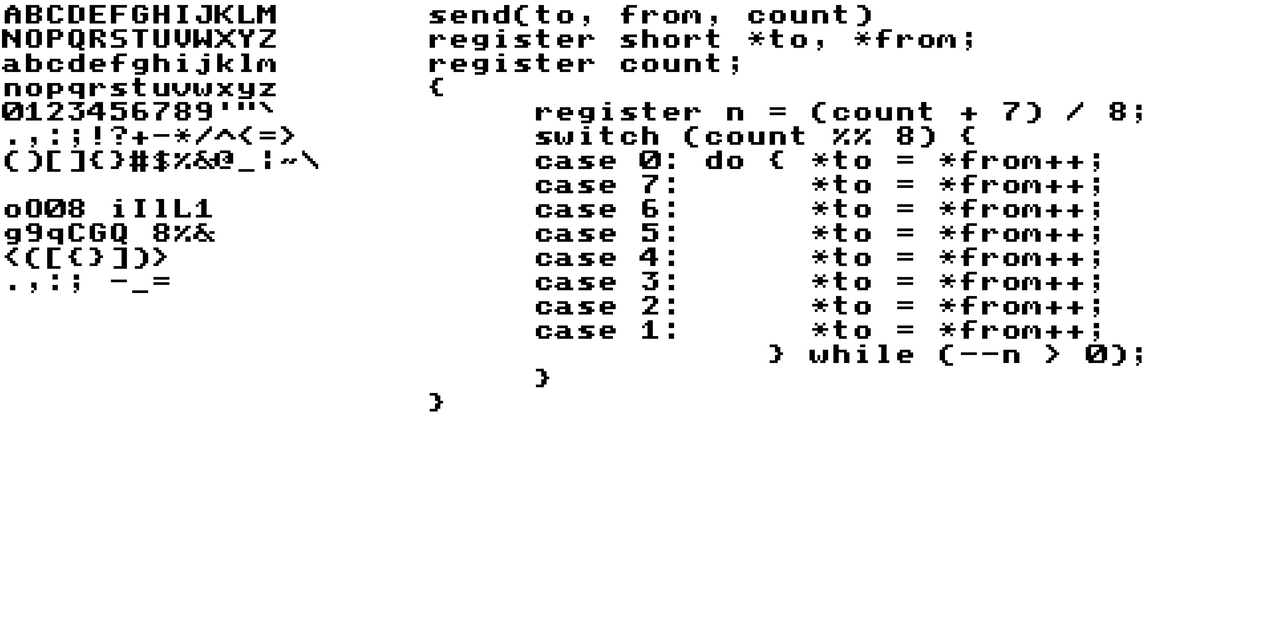 ABCDEFGHIJKLM
NOPQRSTUVWXYZ
abcdefghijklm
nopqrstuvwxyz
0123456789'"`
.,:;!?+-*/^<=>
()[]{}#$%&@_|~\

oO08 iIlL1
g9qCGQ 8%&
<([{}])>
.,:; -_=

send(to, from, count)
register short *to, *from;
register count;
{
    register n = (count + 7) / 8;
    switch (count %% 8) {
    case 0: do { *to = *from++;
    case 7:      *to = *from++;
    case 6:      *to = *from++;
    case 5:      *to = *from++;
    case 4:      *to = *from++;
    case 3:      *to = *from++;
    case 2:      *to = *from++;
    case 1:      *to = *from++;
             } while (--n > 0);
    }
}